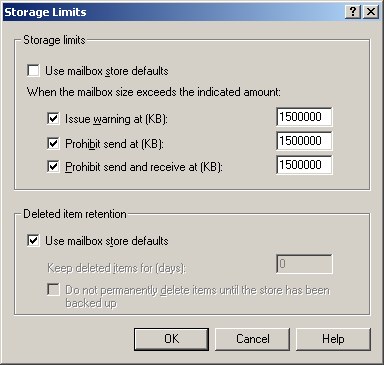 Storage Limits
Storage limits
Use mailbox store defaults
When the mailbox size exceeds the indicated amount:
Issue warning at (KB): 1500000
Prohibit send at (KB): 1500000
Prohibit send and receive at (KB): 1500000
Deleted item retention
Use mailbox store defaults
Keep deleted items for (days): 0
Do not permanently delete items until the store has been
backed up
OK Cancel Help